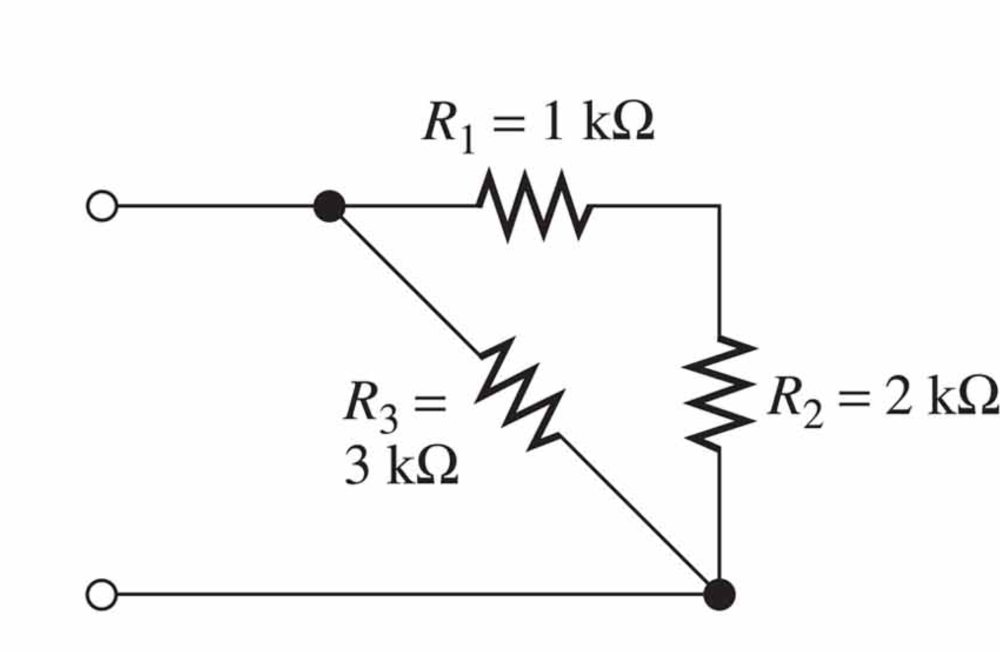 R₁ = 1 kΩ
R₂ = 2 kΩ
R₃ =
3 kΩ